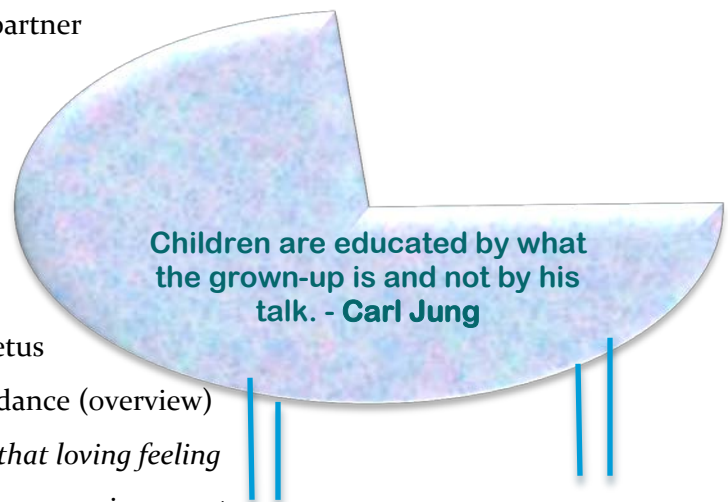 partner
Children are educated by what
the grown-up is and not by his
talk. - Carl Jung
etus
dance (overview)
that loving feeling